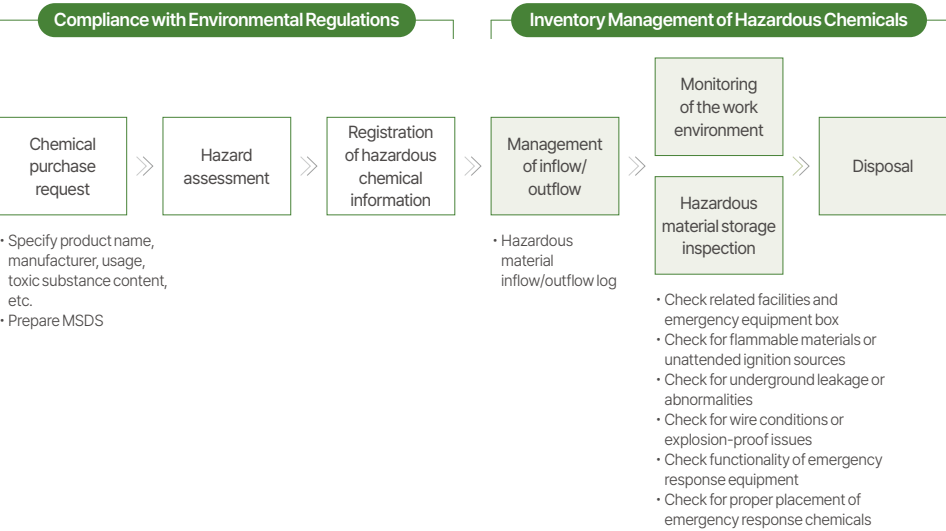 Compliance with Environmental Regulations
Inventory Management of Hazardous Chemicals
Chemical
purchase
request
Hazard
assessment
Registration
of hazardous
chemical
information
Management
of inflow/
outflow
Monitoring
of the work
environment
Hazardous
material storage
inspection
Disposal
• Specify product name,
manufacturer, usage,
toxic substance content,
etc.
• Prepare MSDS
• Hazardous
material
inflow/outflow log
• Check related facilities and
emergency equipment box
• Check for flammable materials or
unattended ignition sources
• Check for underground leakage or
abnormalities
• Check for wire conditions or
explosion-proof issues
• Check functionality of emergency
response equipment
• Check for proper placement of
emergency response chemicals